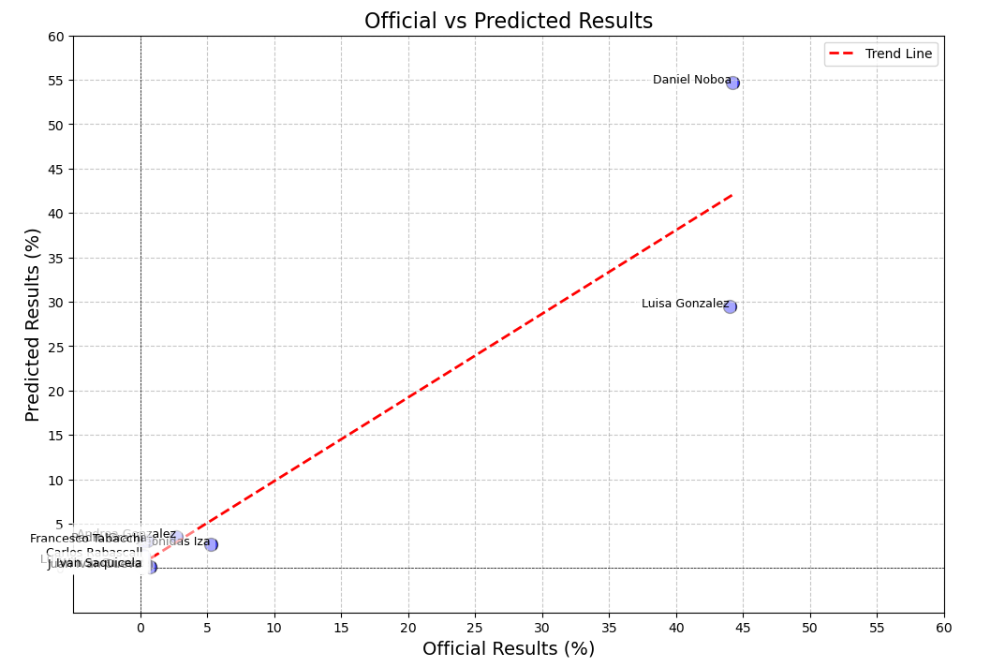 Official vs Predicted Results
Trend Line
Predicted Results (%)
60
55
50
45
40
35
30
25
20
15
10
5
0
Daniel Noboa
Luisa Gonzalez
Andrea Gonzalez
Leonidas Iza
Francesco Tabacchi
Carlos Rabascall
Ivan Saquicela
0 5 10 15 20 25 30 35 40 45 50 55 60
Official Results (%)